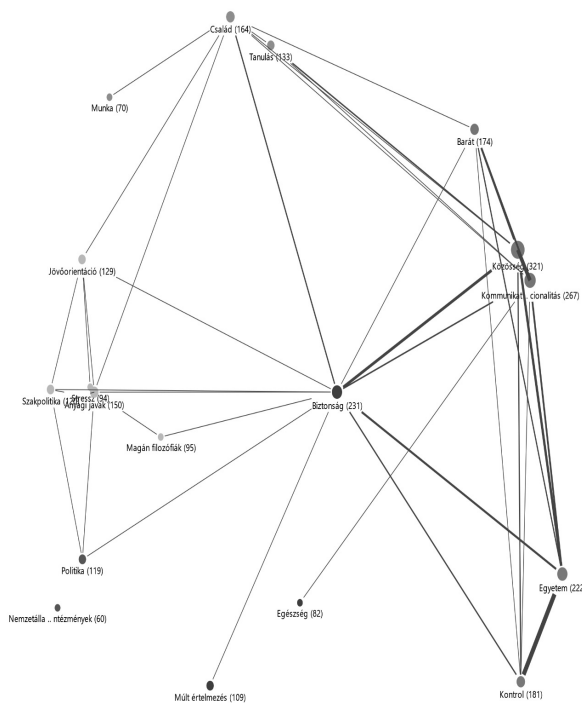 Család (164)
Tanulás (133)
Munka (70)
Barát (174)
Közösség (321)
Jövőorientáció (129)
Kommunikat.. cionalitás (267)
Stressz (94)
Szakpolitika
Anyagi javak (150)
Biztonság (231)
Magán filozófiák (95)
Politika (119)
Egyetem (222
Nemzetálla .. ntézmények (60)
Egészség (82)
Múlt értelmezés (109)
Kontrol (181)